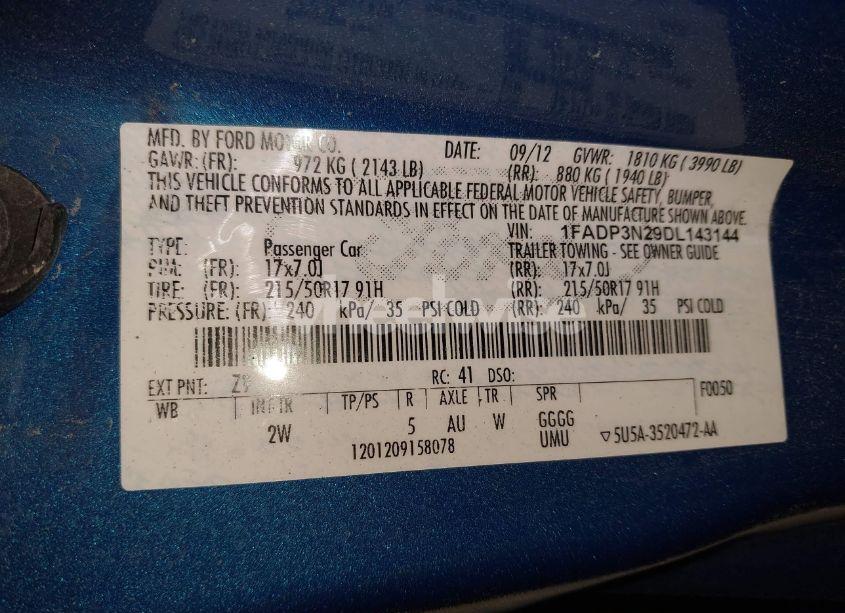 MFD. BY FORD MOTOR CO. DATE: 09/12 GVWR: 1810 KG ( 3990 LB)
GAWR: (FR): 972 KG ( 2143 LB) (RR): 880 KG ( 1940 LB)
THIS VEHICLE CONFORMS TO ALL APPLICABLE FEDERAL MOTOR VEHICLE SAFETY, BUMPER,
AND THEFT PREVENTION STANDARDS IN EFFECT ON THE DATE OF MANUFACTURE SHOWN ABOVE.
VIN: 1FADP3N29DL143144
TYPE: Passenger Car TRAILER TOWING - SEE OWNER GUIDE
RIM: (FR): 17x7.0J (RR): 17x7.0J
TIRE: (FR): 215/50R17 91H (RR): 215/50R17 91H
PRESSURE: (FR): 240 kPa/ 35 PSI COLD (RR): 240 kPa/ 35 PSI COLD
EXT PNT: RC: 41 DSO:
WB INT TR TP/PS R AXLE TR SPR F0050
2W 5 AU W GGGG
UMU
1201209158078 ▽5U5A-3520472-AA